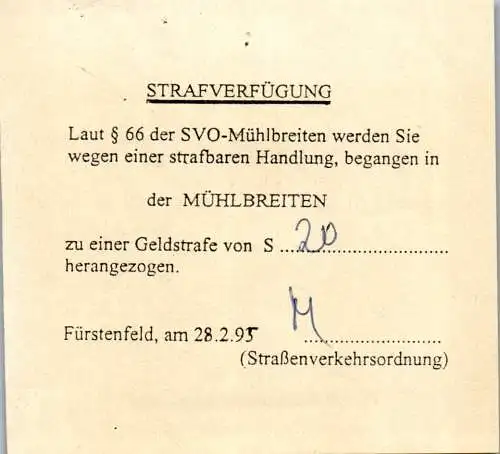 STRAFVERFÜGUNG
Laut § 66 der SVO-Mühlbreiten werden Sie
wegen einer strafbaren Handlung, begangen in
der MÜHLBREITEN
zu einer Geldstrafe von S ....20..............................
herangezogen.
M
Fürstenfeld, am 28.2.95 ..............................
(Straßenverkehrsordnung)